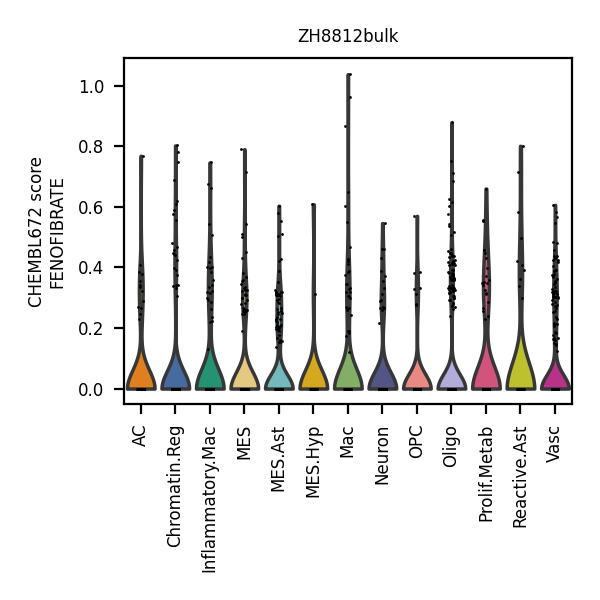 ZH8812bulk
CHEMBL672 score
FENOFIBRATE
1.0
0.8
0.6
0.4
0.2
0.0
AC
Chromatin.Reg
Inflammatory.Mac
MES
MES.Ast
MES.Hyp
Mac
Neuron
OPC
Oligo
Prolif.Metab
Reactive.Ast
Vasc